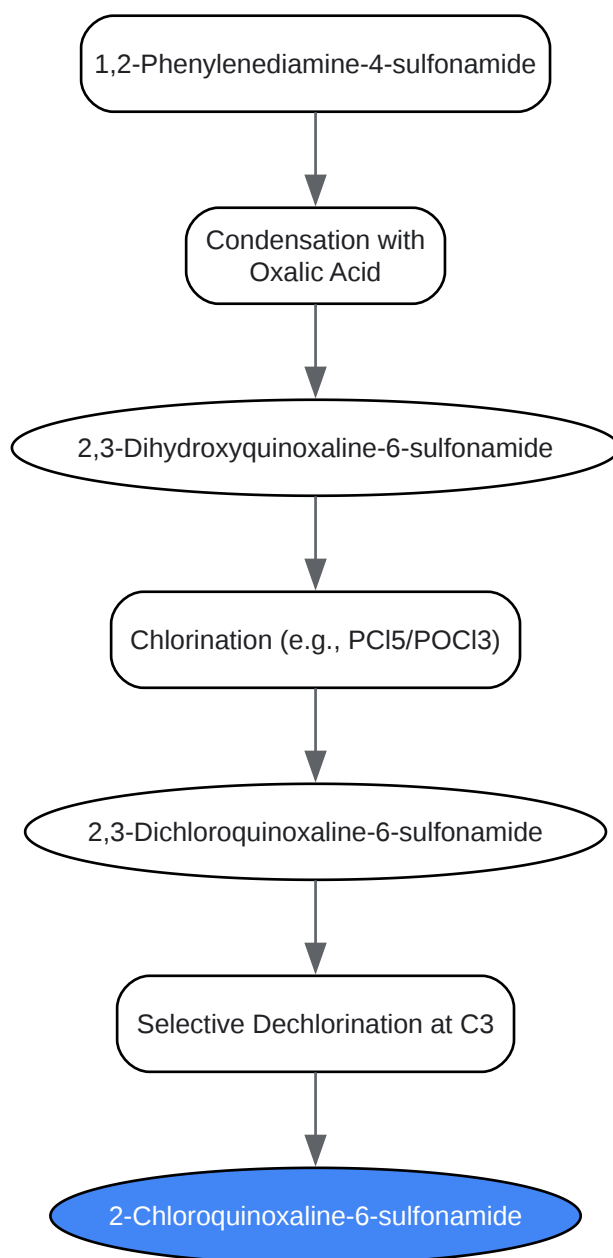 1,2-Phenylenediamine-4-sulfonamide
Condensation with
Oxalic Acid
2,3-Dihydroxyquinoxaline-6-sulfonamide
Chlorination (e.g., PCl5/POCl3)
2,3-Dichloroquinoxaline-6-sulfonamide
Selective Dechlorination at C3
2-Chloroquinoxaline-6-sulfonamide